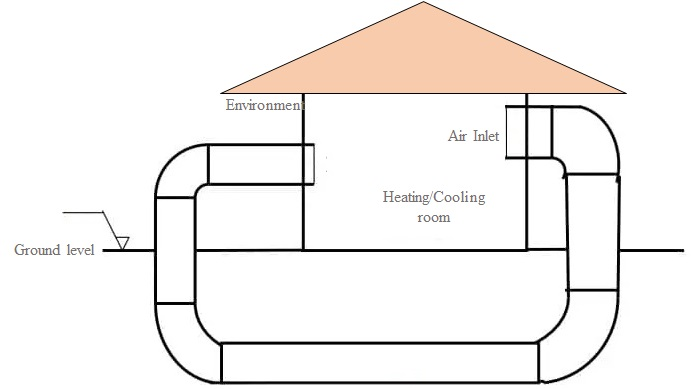 Environment
Air Inlet
Heating/Cooling
room
Ground level